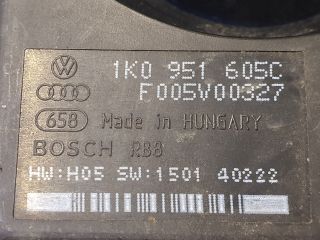 1K0 951 605C
F005V00327
658 Made in HUNGARY
BOSCH RB8
HW:H05 SW:1501 40222